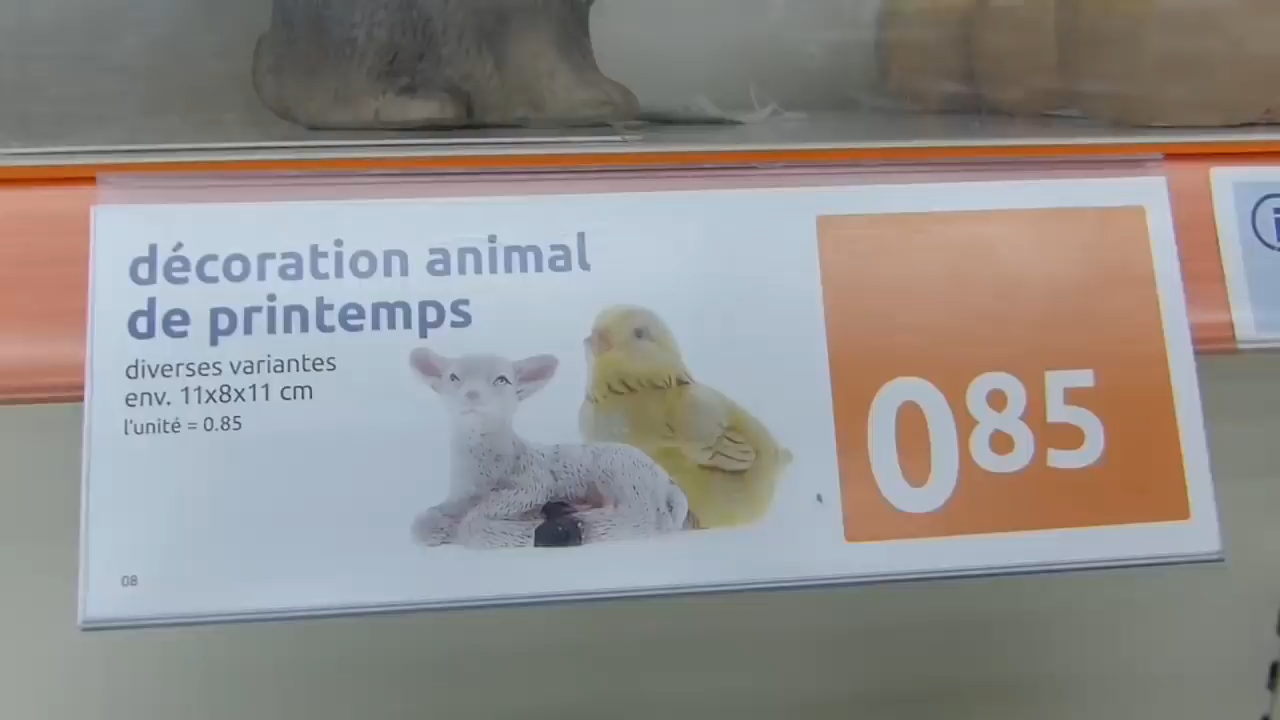 décoration animal
de printemps
diverses variantes
env. 11x8x11 cm
l'unité = 0.85
08
085